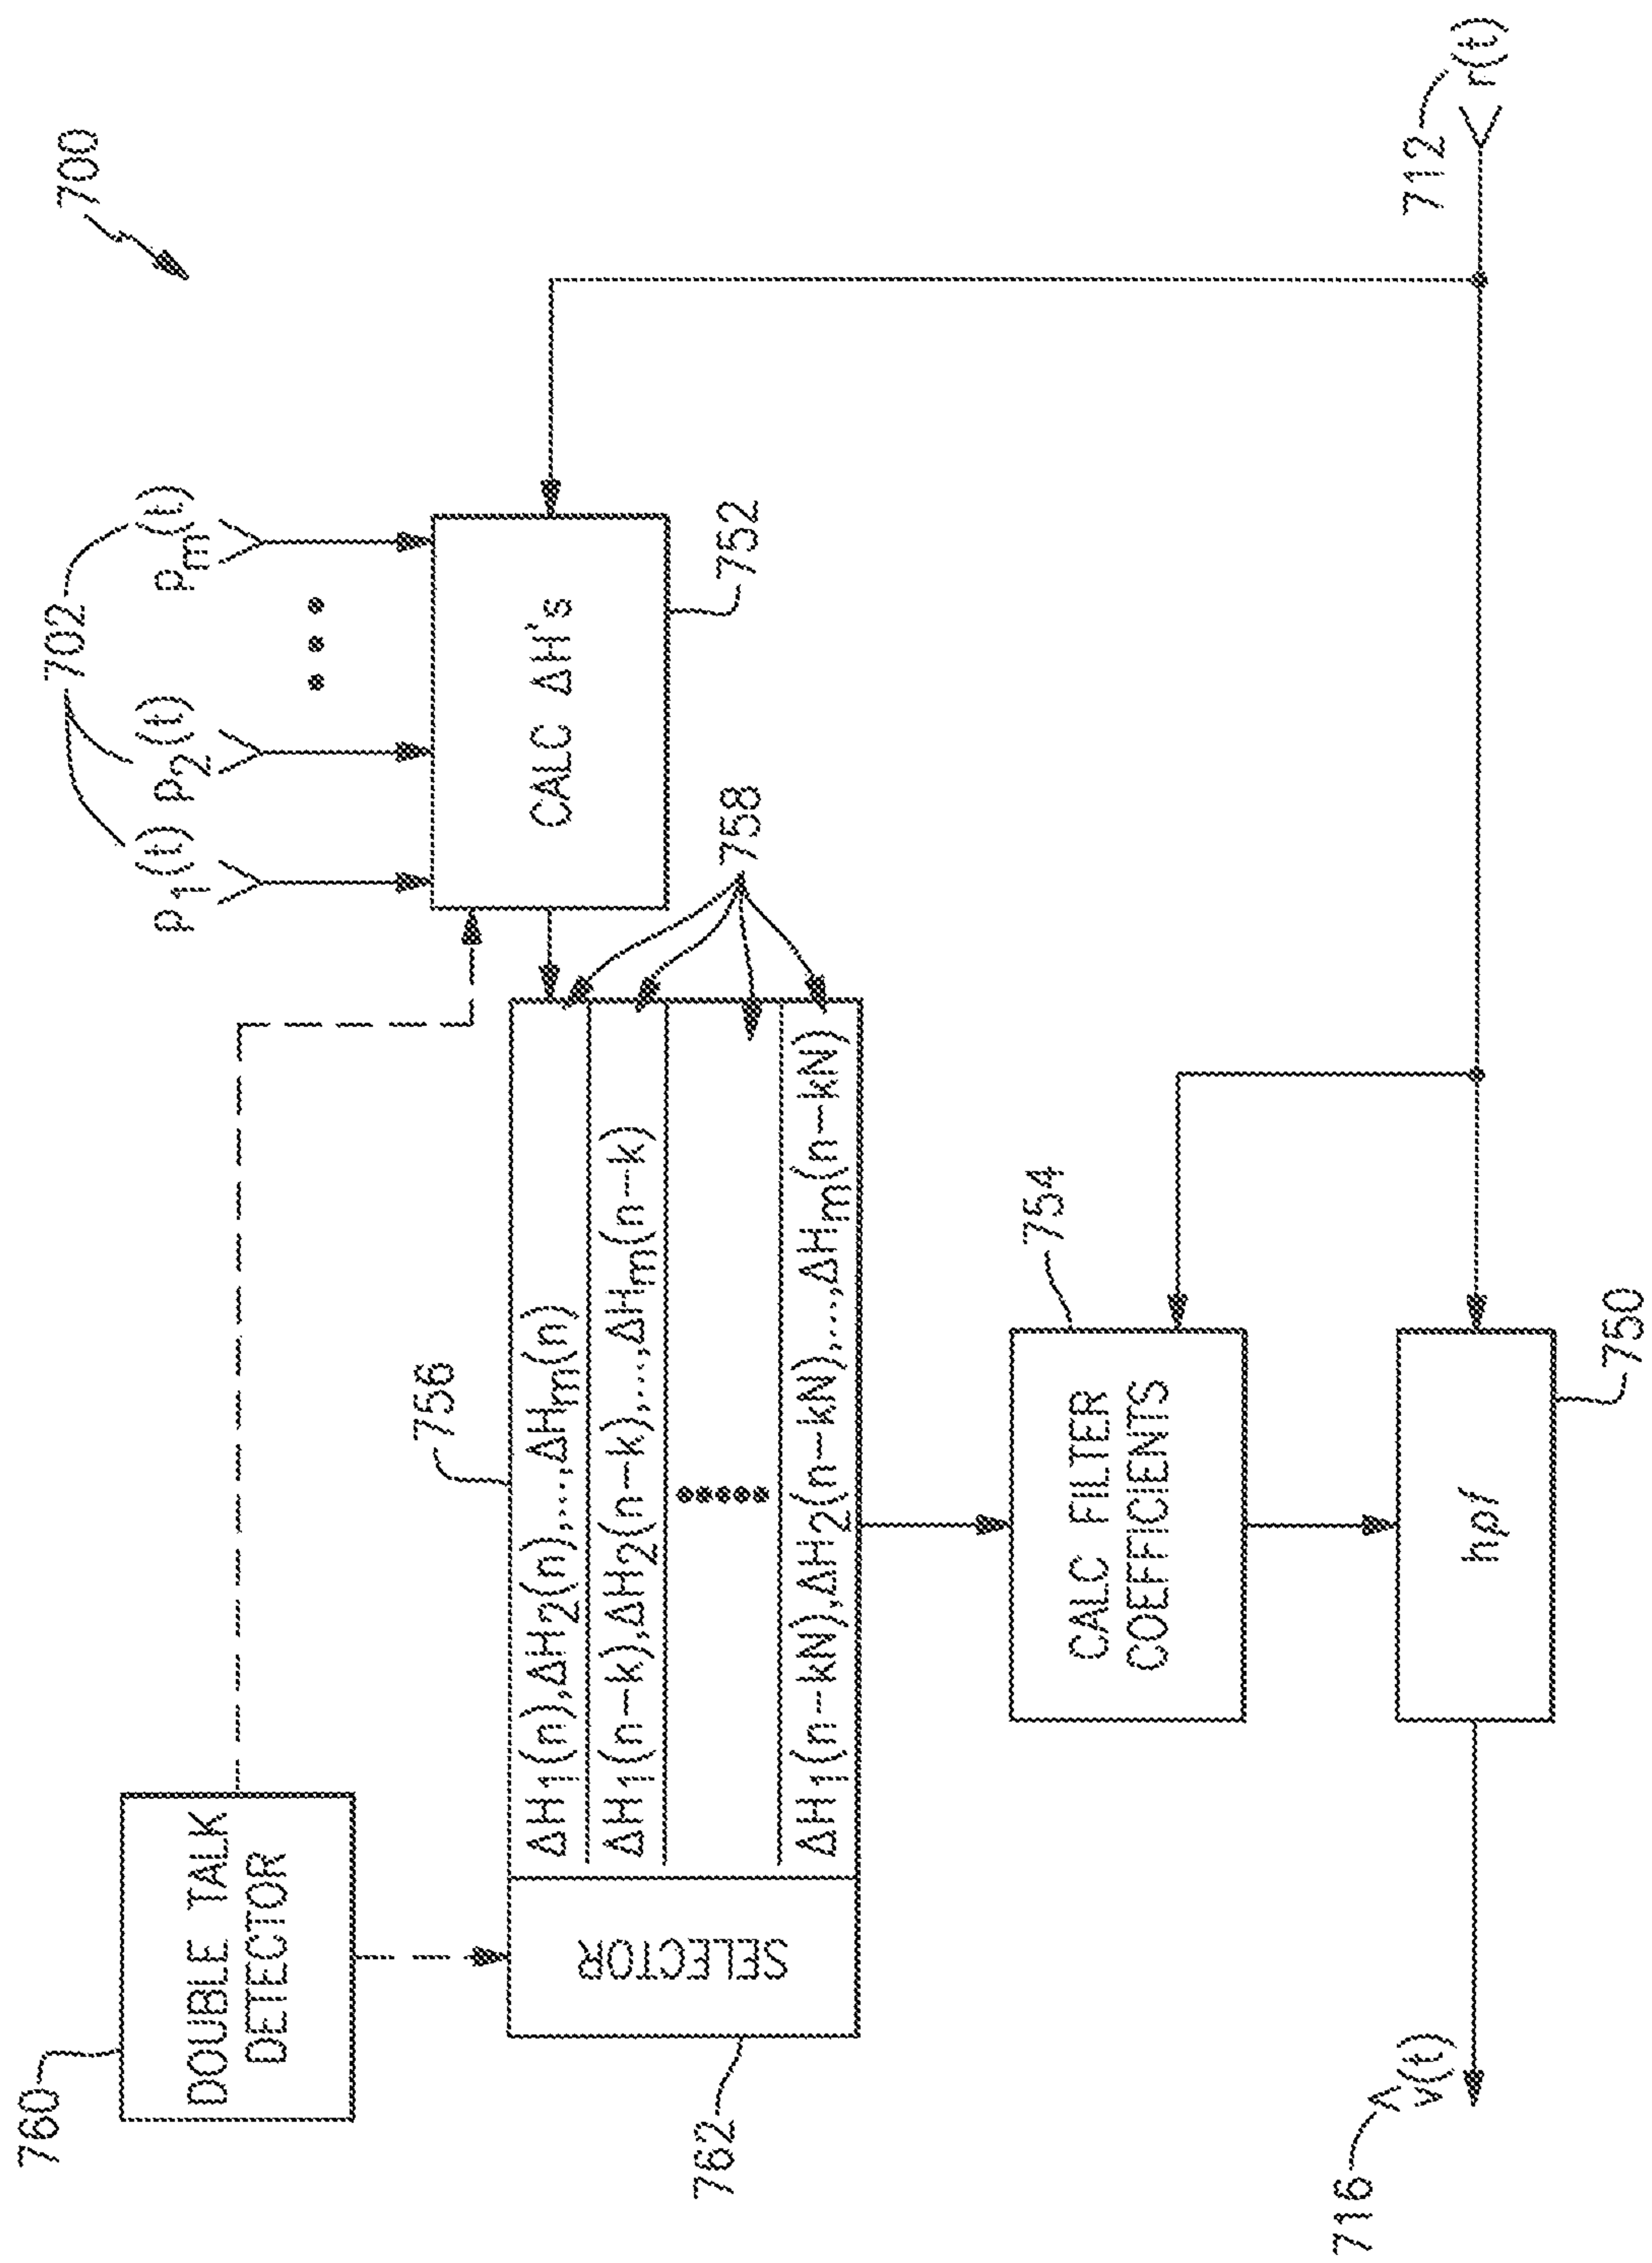 700
702
p1(t) p2(t) • • • pm(t)
760
DOUBLE TALK
DETECTOR
CALC ΔH's
752
756
758
SELECTOR
762
ΔH1(n),ΔH2(n),...,ΔHm(n)
ΔH1(n-k),ΔH2(n-k),...,ΔHm(n-k)
•••••
ΔH1(n-kN),ΔH2(n-kN),...,ΔHm(n-kN)
754
CALC FILTER
COEFFICIENTS
712
r(t)
hpf
750
716
v̂(t)